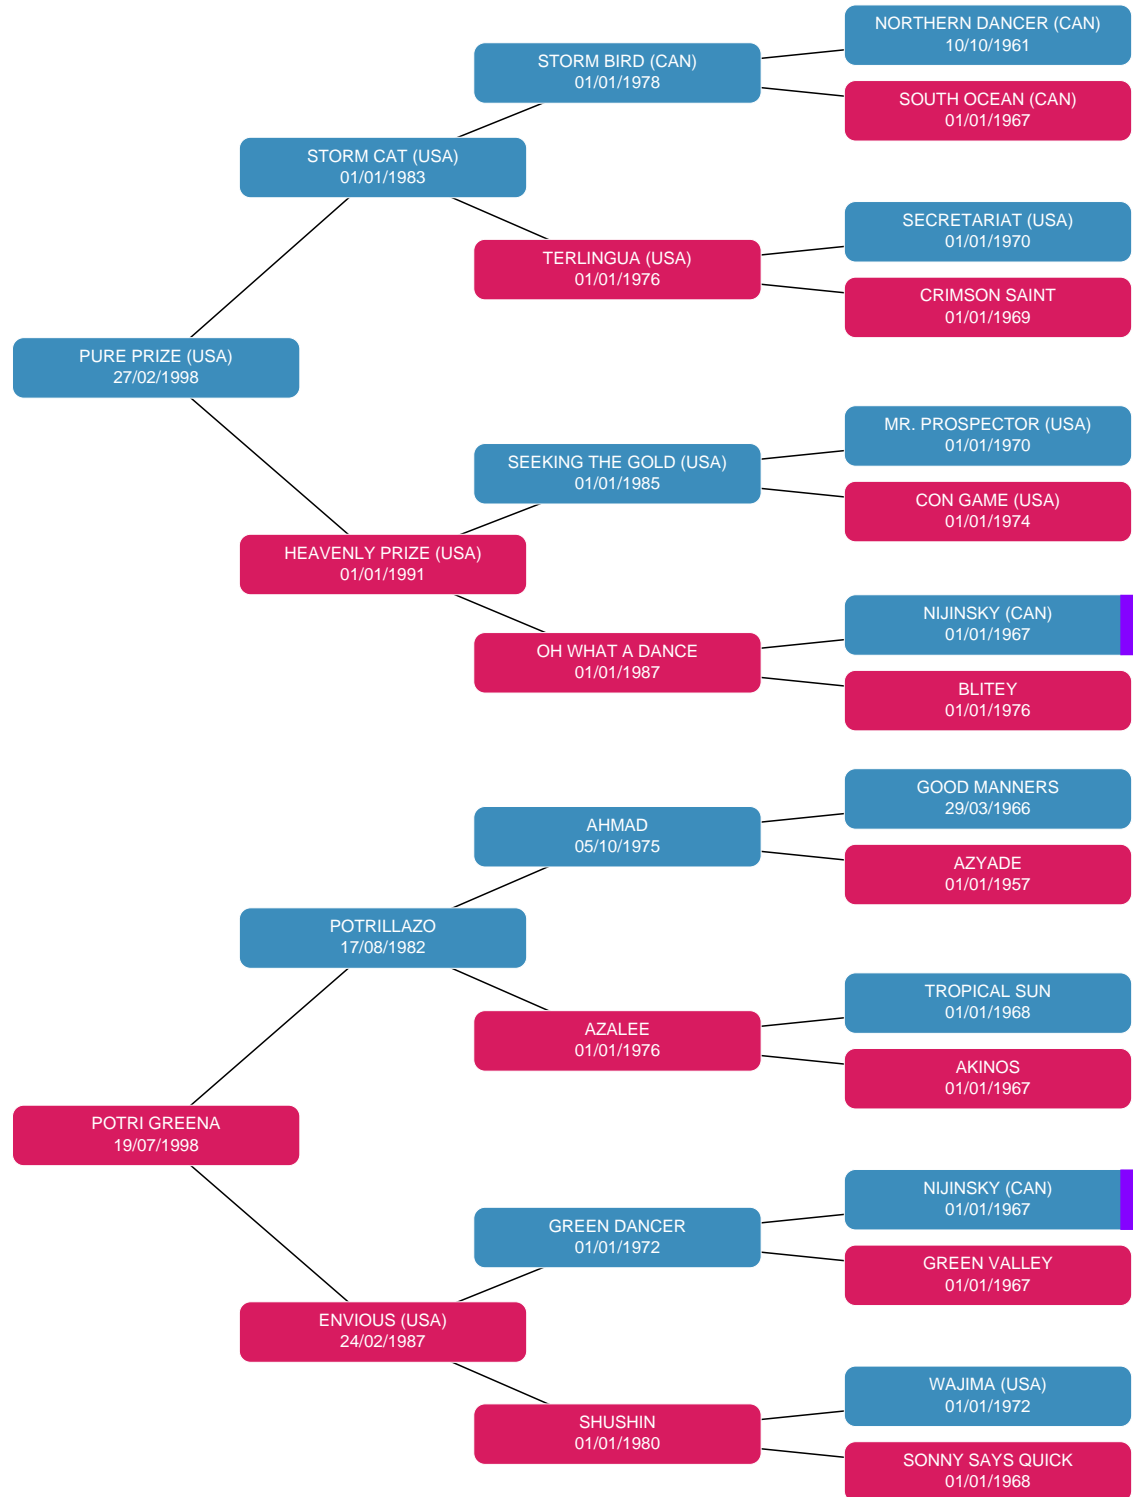 NORTHERN DANCER (CAN)
10/10/1961
STORM BIRD (CAN)
01/01/1978
SOUTH OCEAN (CAN)
01/01/1967
STORM CAT (USA)
01/01/1983
SECRETARIAT (USA)
01/01/1970
TERLINGUA (USA)
01/01/1976
CRIMSON SAINT
01/01/1969
PURE PRIZE (USA)
27/02/1998
MR. PROSPECTOR (USA)
01/01/1970
SEEKING THE GOLD (USA)
01/01/1985
CON GAME (USA)
01/01/1974
HEAVENLY PRIZE (USA)
01/01/1991
NIJINSKY (CAN)
01/01/1967
OH WHAT A DANCE
01/01/1987
BLITEY
01/01/1976
GOOD MANNERS
29/03/1966
AHMAD
05/10/1975
AZYADE
01/01/1957
POTRILLAZO
17/08/1982
TROPICAL SUN
01/01/1968
AZALEE
01/01/1976
AKINOS
01/01/1967
POTRI GREENA
19/07/1998
NIJINSKY (CAN)
01/01/1967
GREEN DANCER
01/01/1972
GREEN VALLEY
01/01/1967
ENVIOUS (USA)
24/02/1987
WAJIMA (USA)
01/01/1972
SHUSHIN
01/01/1980
SONNY SAYS QUICK
01/01/1968